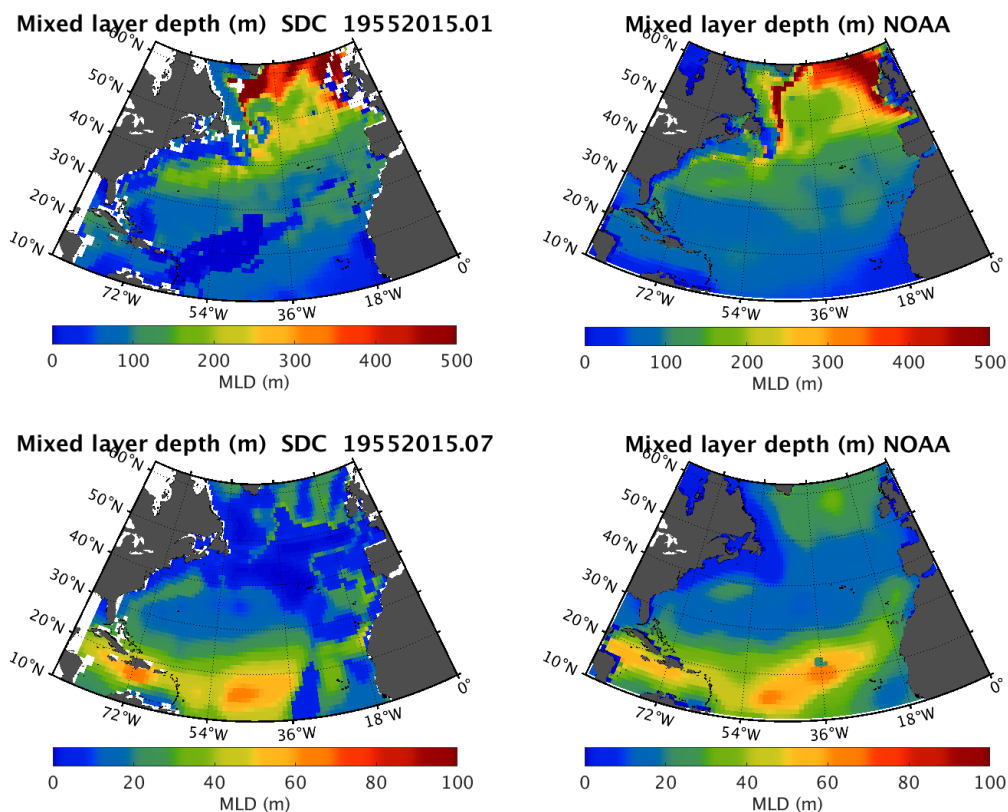 Mixed layer depth (m) SDC 19552015.01
60°N
50°N
40°N
30°N
20°N
10°N
72°W
54°W
36°W
18°W
0°
0 100 200 300 400 500
MLD (m)
Mixed layer depth (m) NOAA
60°N
50°N
40°N
30°N
20°N
10°N
72°W
54°W
36°W
18°W
0°
0 100 200 300 400 500
MLD (m)
Mixed layer depth (m) SDC 19552015.07
60°N
50°N
40°N
30°N
20°N
10°N
72°W
54°W
36°W
18°W
0°
0 20 40 60 80 100
MLD (m)
Mixed layer depth (m) NOAA
60°N
50°N
40°N
30°N
20°N
10°N
72°W
54°W
36°W
18°W
0°
0 20 40 60 80 100
MLD (m)